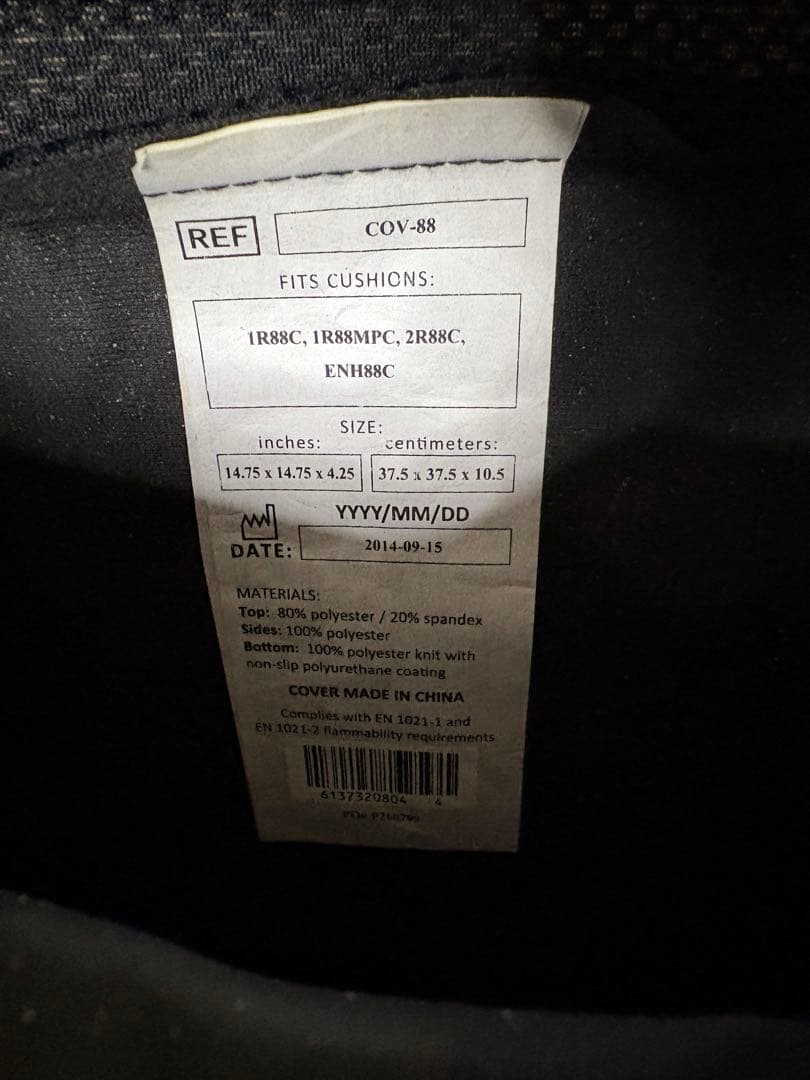 REF COV-88
FITS CUSHIONS:
1R88C, 1R88MPC, 2R88C,
ENH88C
SIZE:
inches: centimeters:
14.75 x 14.75 x 4.25 37.5 x 37.5 x 10.5
YYYY/MM/DD
DATE: 2014-09-15
MATERIALS:
Top: 80% polyester / 20% spandex
Sides: 100% polyester
Bottom: 100% polyester knit with
non-slip polyurethane coating
COVER MADE IN CHINA
Complies with EN 1021-1 and
EN 1021-2 flammability requirements
6137320804 4